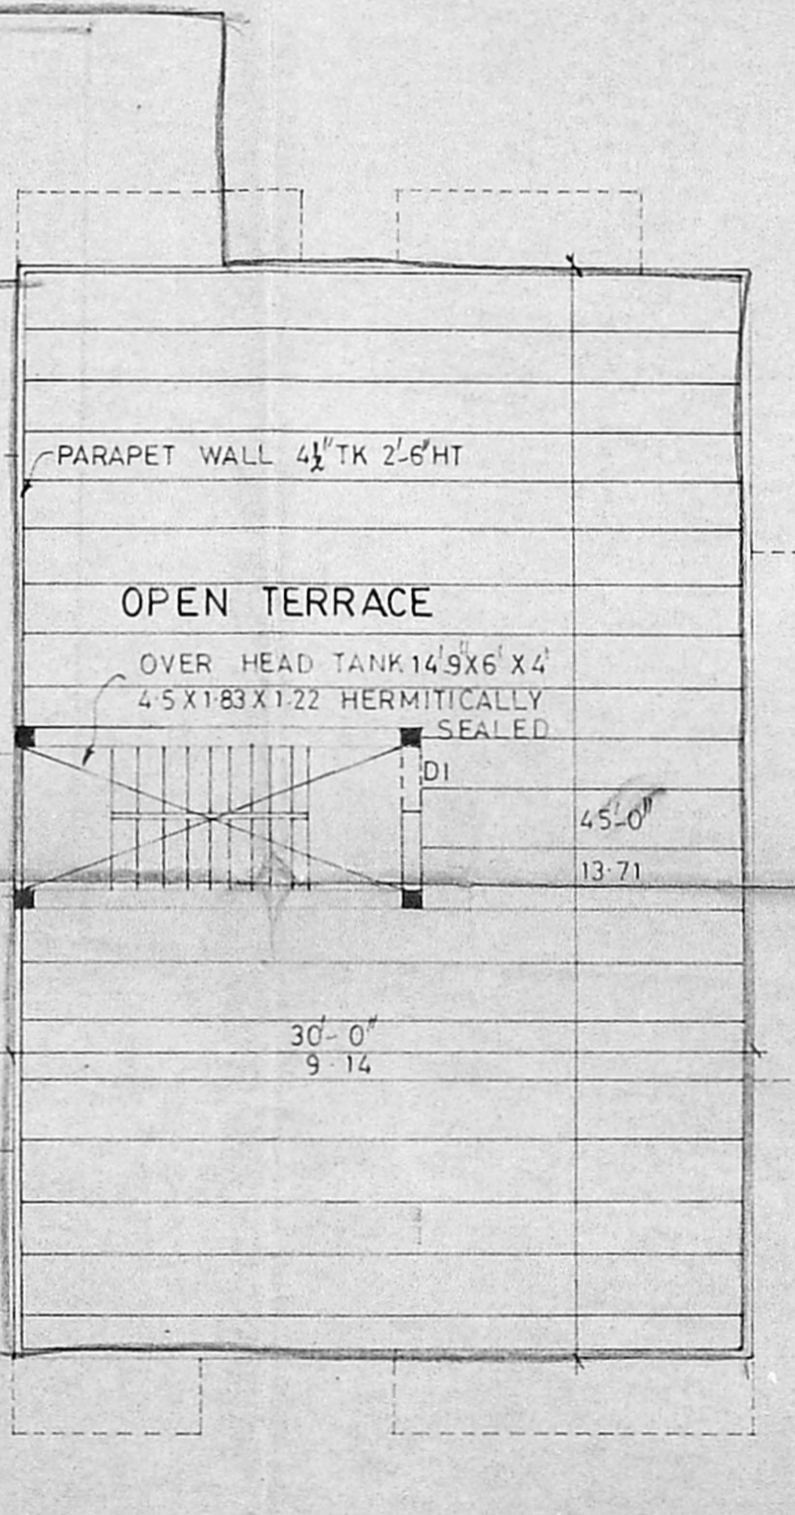 PARAPET WALL 4½" TK 2'-6" HT
OPEN TERRACE
OVER HEAD TANK 14'9"X6' X 4'
4·5 X 1·83 X 1·22 HERMITICALLY
SEALED
D1
45'-0"
13·71
30'- 0"
9·14